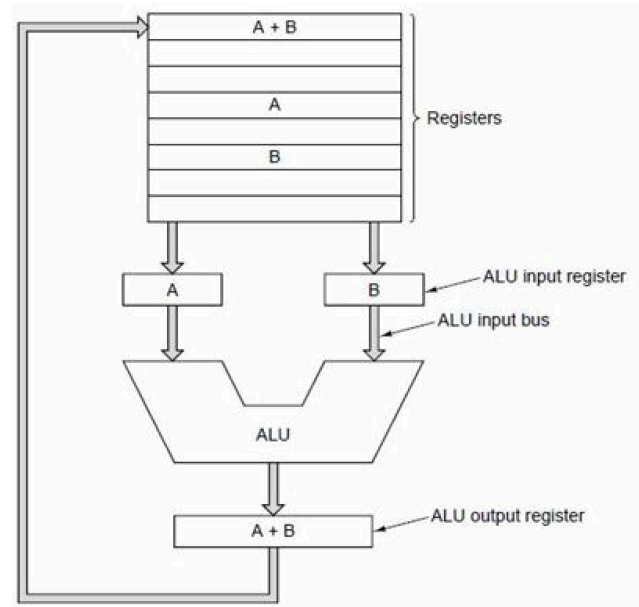 A + B
A
Registers
B
A
B
ALU input register
ALU input bus
ALU
A + B
ALU output register